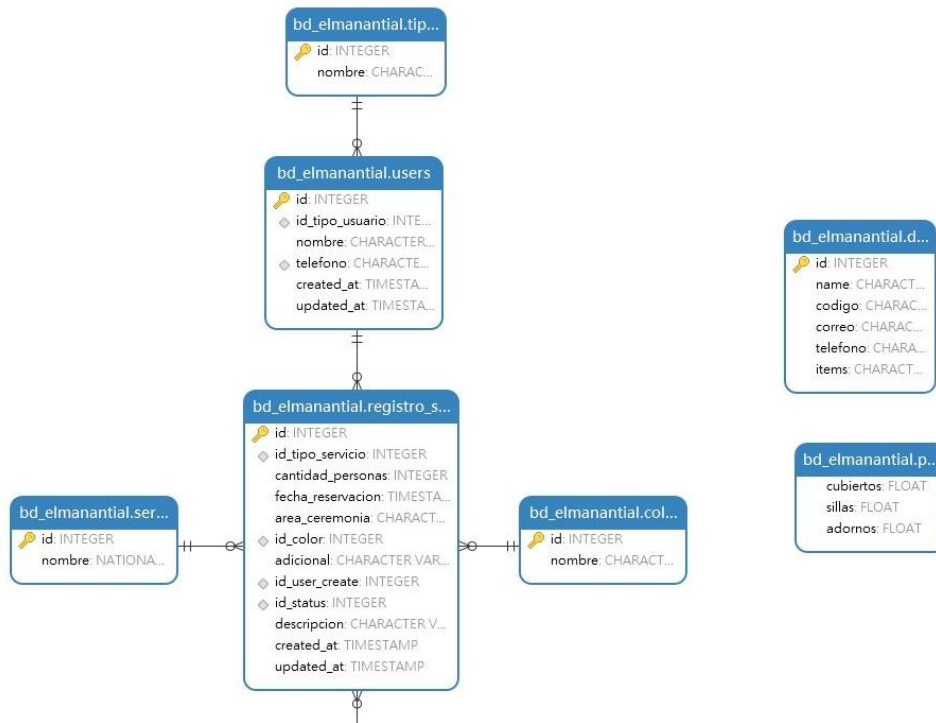 bd_elmanantial.tip...
id: INTEGER
nombre: CHARAC...
bd_elmanantial.users
id: INTEGER
id_tipo_usuario: INTE...
nombre: CHARACTER...
telefono: CHARACTE...
created_at: TIMESTA...
updated_at: TIMESTA...
bd_elmanantial.d...
id: INTEGER
name: CHARACT...
codigo: CHARAC...
correo: CHARAC...
telefono: CHARA...
items: CHARACT...
bd_elmanantial.registro_s...
id: INTEGER
id_tipo_servicio: INTEGER
cantidad_personas: INTEGER
fecha_reservacion: TIMESTA...
area_ceremonia: CHARACT...
id_color: INTEGER
adicional: CHARACTER VAR...
id_user_create: INTEGER
id_status: INTEGER
descripcion: CHARACTER V...
created_at: TIMESTAMP
updated_at: TIMESTAMP
bd_elmanantial.p...
cubiertos: FLOAT
sillas: FLOAT
adornos: FLOAT
bd_elmanantial.ser...
id: INTEGER
nombre: NATIONA...
bd_elmanantial.col...
id: INTEGER
nombre: CHARACT...